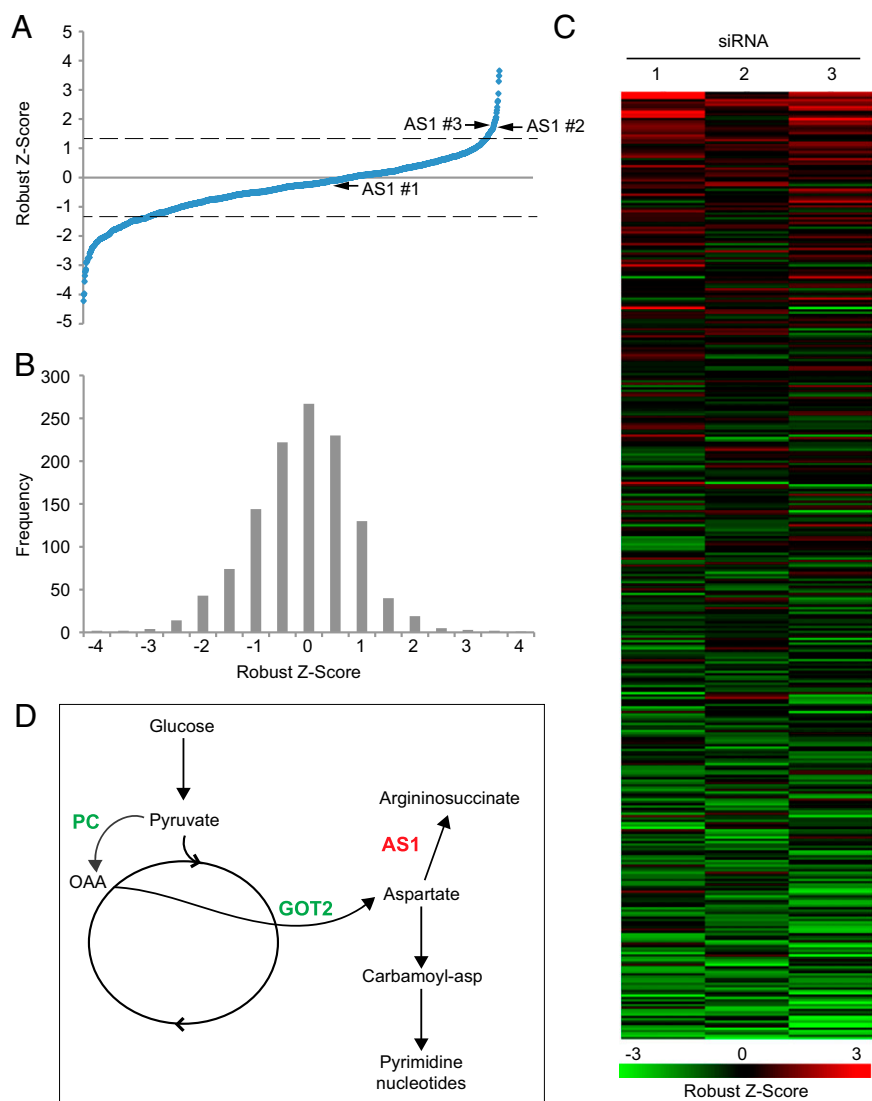 A
Robust Z-Score
5
4
3
2
1
0
-1
-2
-3
-4
5
AS1 #3
AS1 #2
AS1 #1
B
Frequency
300
250
200
150
100
50
0
-4 -3 -2 -1 0 1 2 3 4
Robust Z-Score
C
siRNA
1 2 3
-3 0 3
Robust Z-Score
D
Glucose
PC
Pyruvate
OAA
GOT2
Argininosuccinate
AS1
Aspartate
Carbamoyl-asp
Pyrimidine
nucleotides